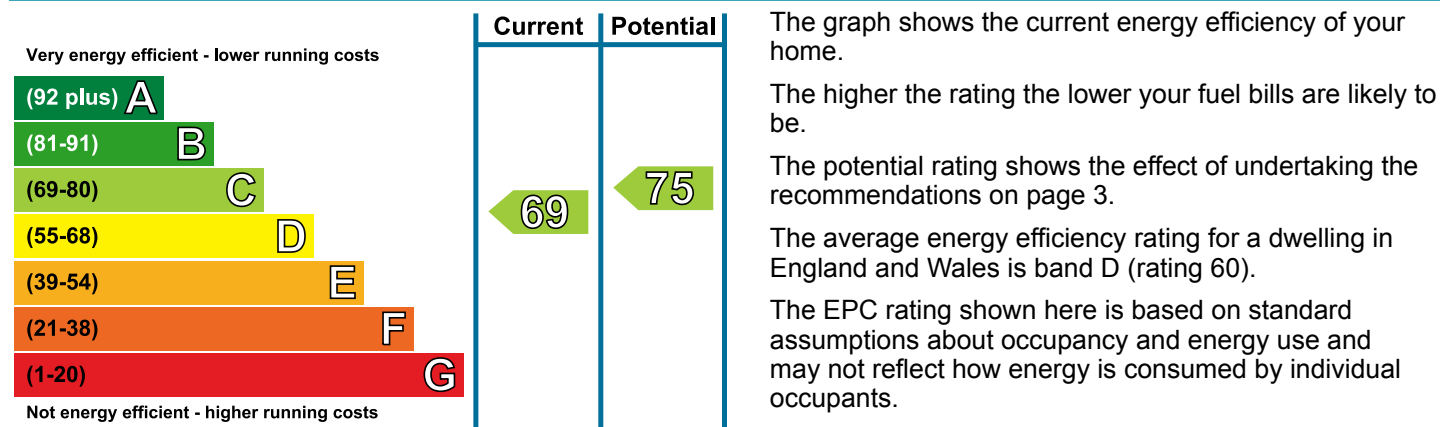 Current Potential
Very energy efficient - lower running costs
(92 plus) A
(81-91) B
(69-80) C
(55-68) D
(39-54) E
(21-38) F
(1-20) G
Not energy efficient - higher running costs
69
75
The graph shows the current energy efficiency of your
home.
The higher the rating the lower your fuel bills are likely to
be.
The potential rating shows the effect of undertaking the
recommendations on page 3.
The average energy efficiency rating for a dwelling in
England and Wales is band D (rating 60).
The EPC rating shown here is based on standard
assumptions about occupancy and energy use and
may not reflect how energy is consumed by individual
occupants.